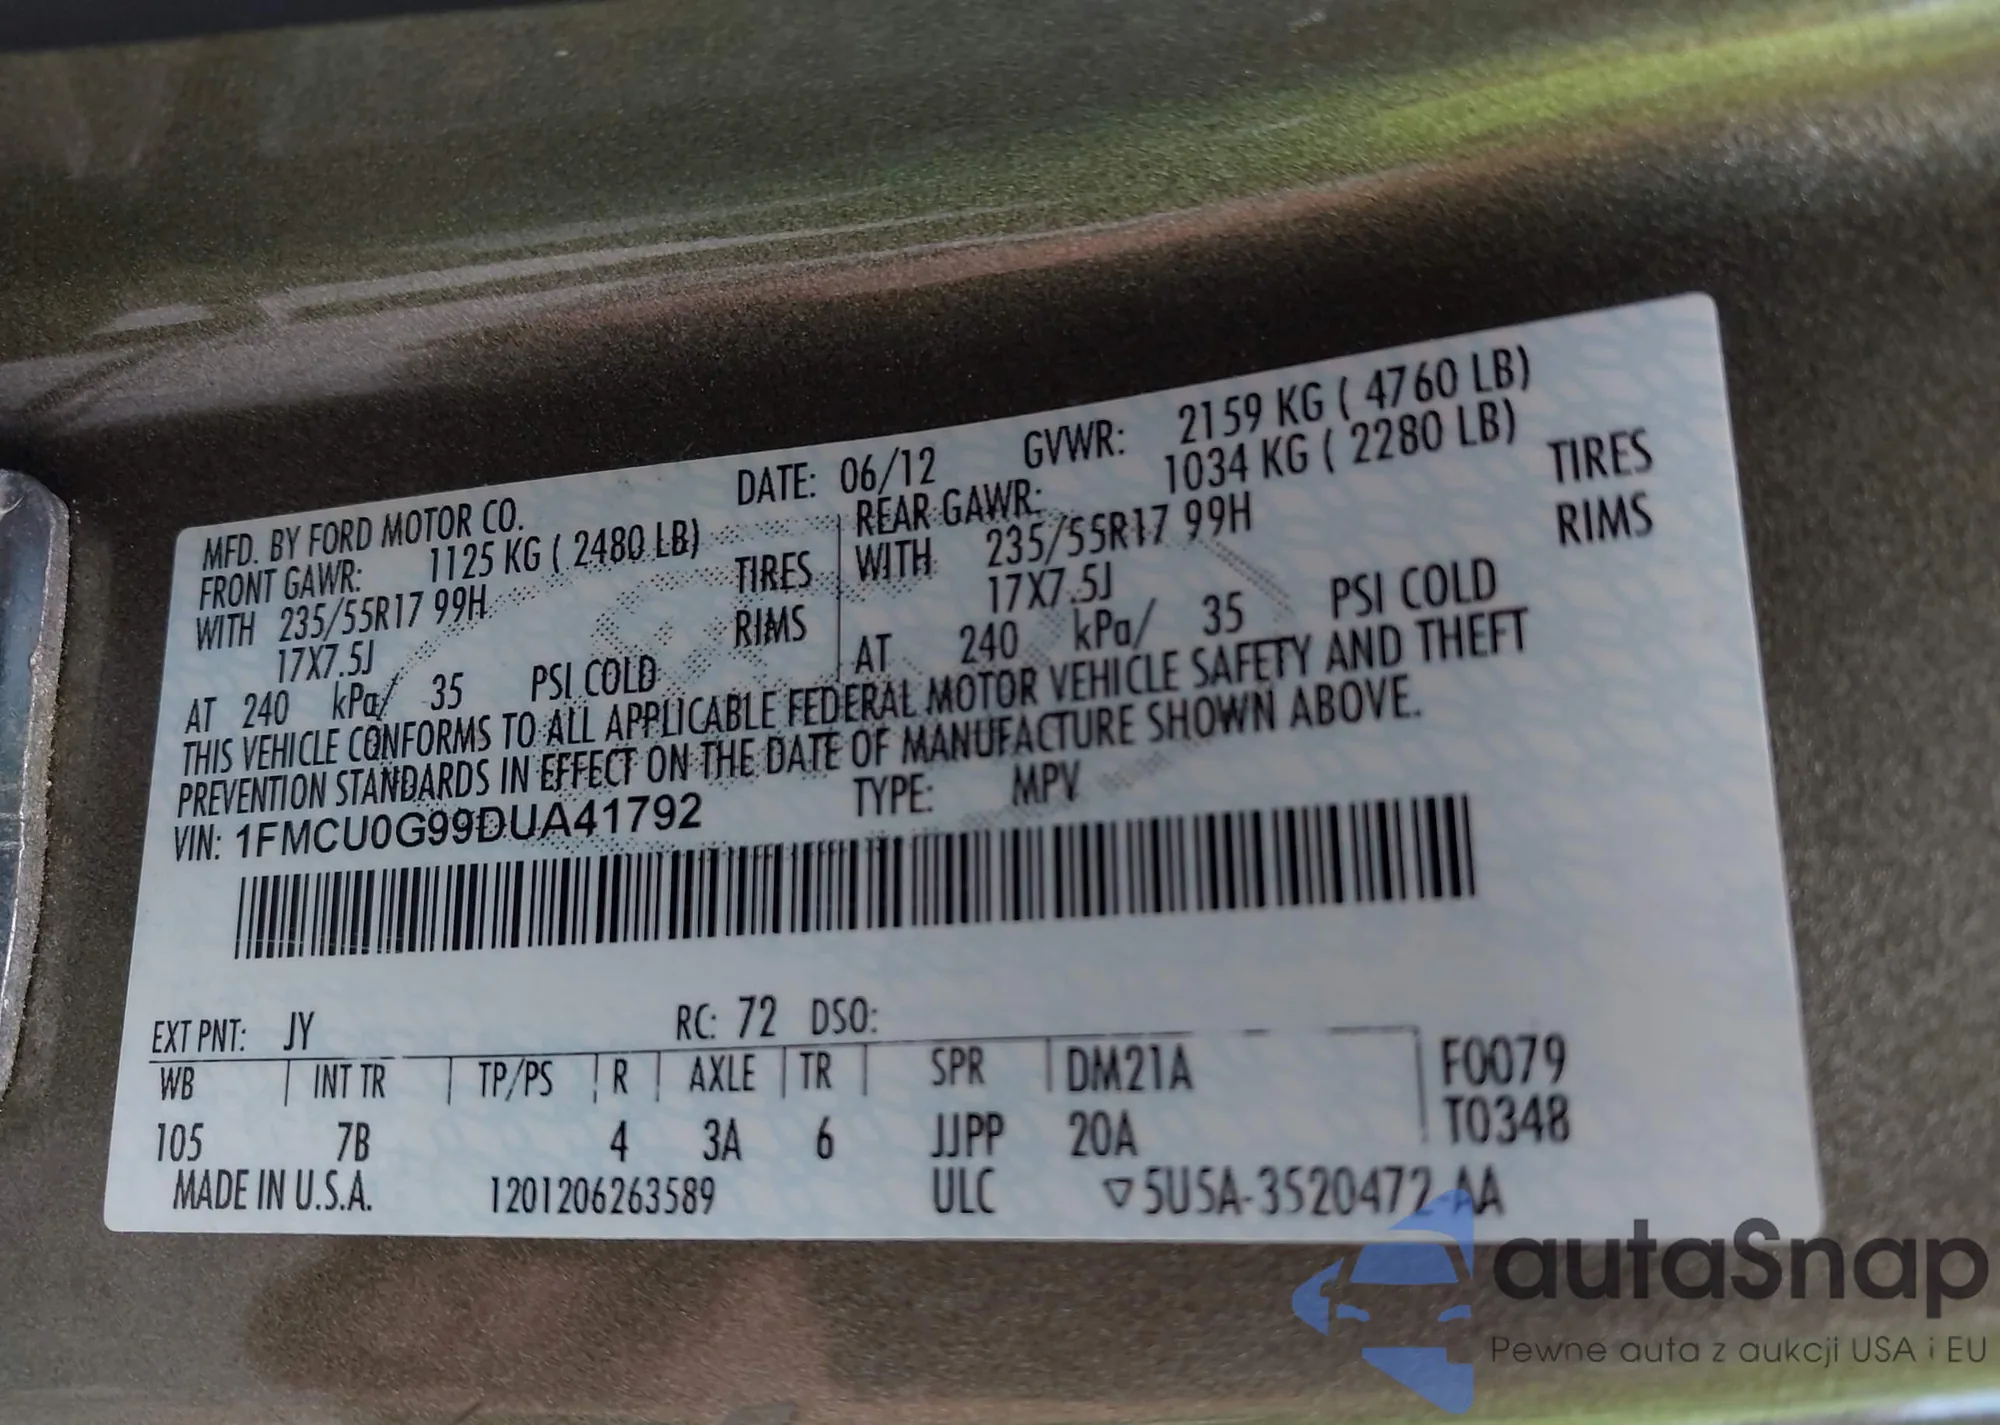 MFD. BY FORD MOTOR CO.
DATE: 06/12
GVWR: 2159 KG ( 4760 LB)
FRONT GAWR: 1125 KG ( 2480 LB)
REAR GAWR: 1034 KG ( 2280 LB)
WITH 235/55R17 99H TIRES
WITH 235/55R17 99H TIRES
17X7.5J RIMS
17X7.5J RIMS
AT 240 kPa/ 35 PSI COLD
AT 240 kPa/ 35 PSI COLD
THIS VEHICLE CONFORMS TO ALL APPLICABLE FEDERAL MOTOR VEHICLE SAFETY AND THEFT
PREVENTION STANDARDS IN EFFECT ON THE DATE OF MANUFACTURE SHOWN ABOVE.
VIN: 1FMCU0G99DUA41792
TYPE: MPV
EXT PNT: JY RC: 72 DSO:
WB INT TR TP/PS R AXLE TR SPR DM21A F0079
105 7B 4 3A 6 JJPP 20A T0348
MADE IN U.S.A. 1201206263589 ULC ▽5U5A-3520472-AA
autaSnap
Pewne auta z aukcji USA i EU